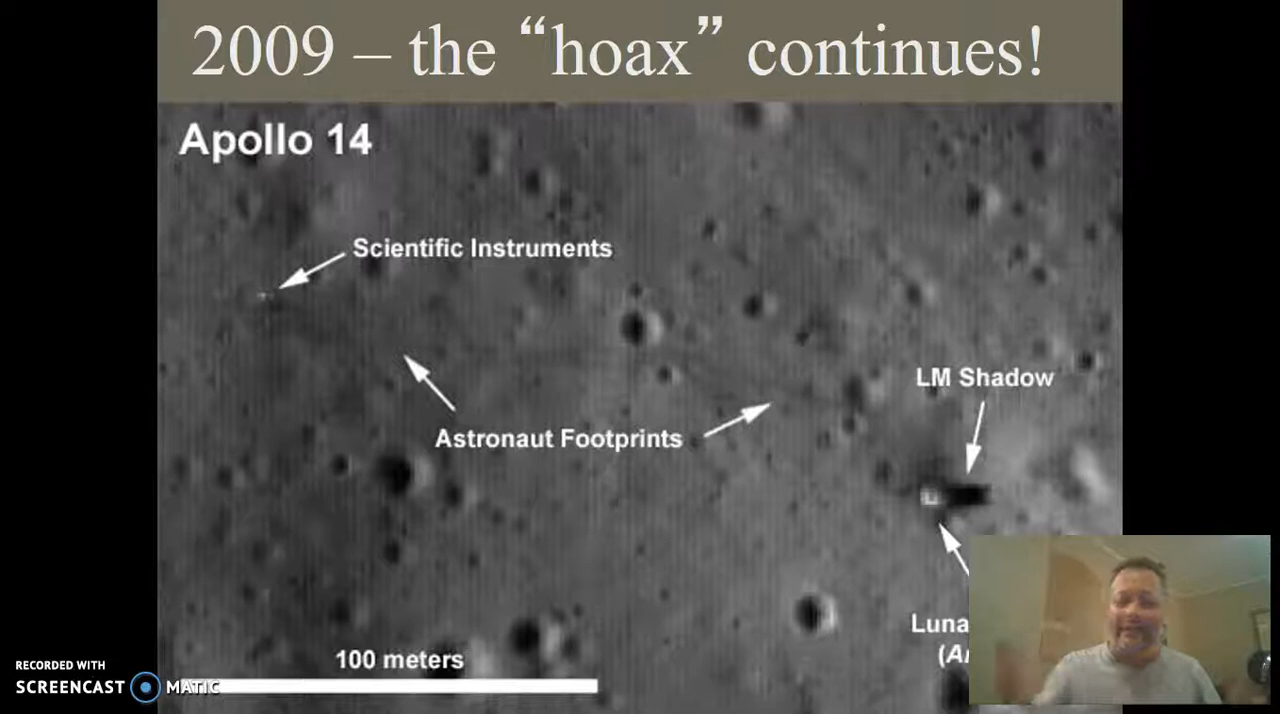 2009 – the “hoax” continues!
Apollo 14
Scientific Instruments
LM Shadow
Astronaut Footprints
Luna
(A
100 meters
RECORDED WITH
SCREENCAST MATIC